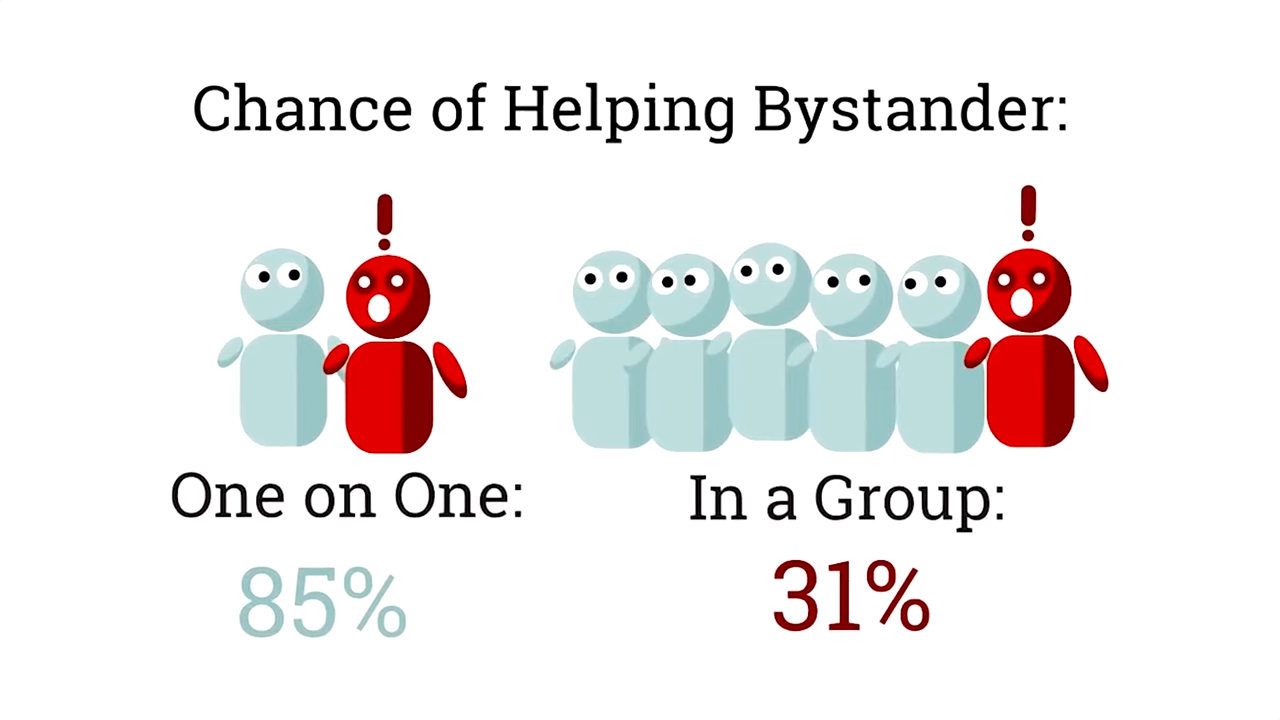 Chance of Helping Bystander:
One on One:
In a Group:
85%
31%